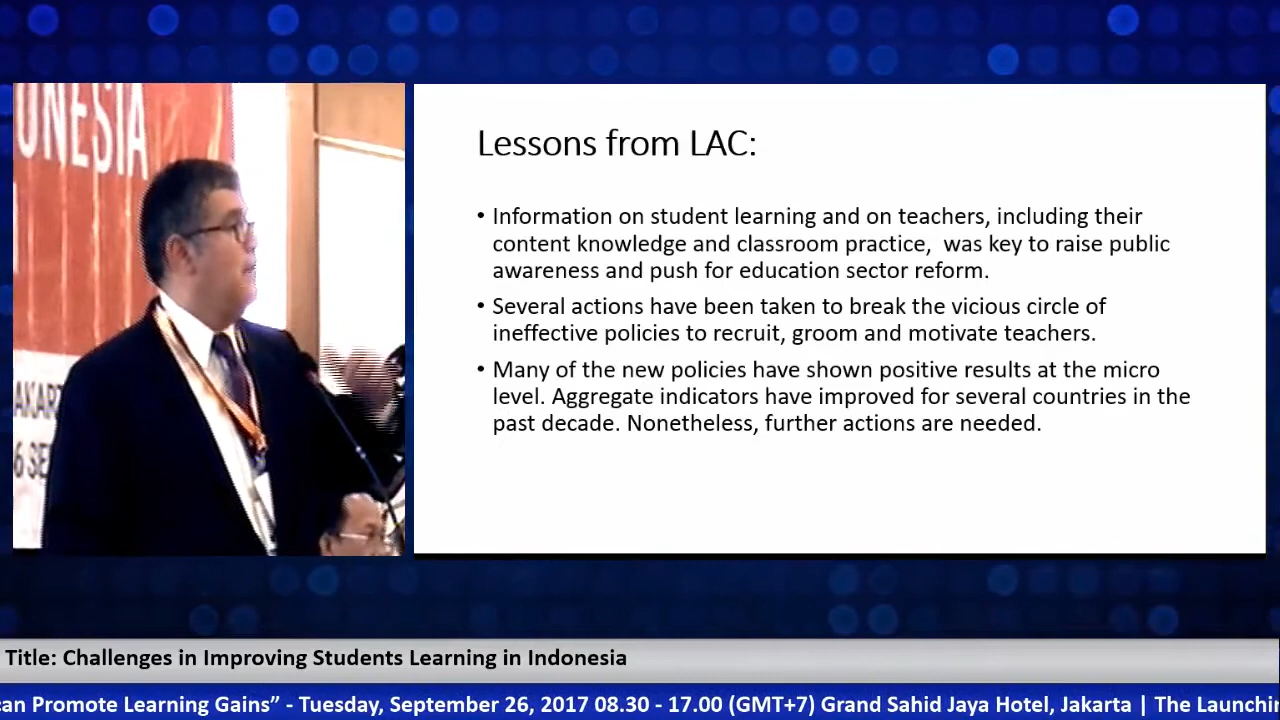 Lessons from LAC:
• Information on student learning and on teachers, including their
content knowledge and classroom practice,  was key to raise public
awareness and push for education sector reform.
• Several actions have been taken to break the vicious circle of
ineffective policies to recruit, groom and motivate teachers.
• Many of the new policies have shown positive results at the micro
level. Aggregate indicators have improved for several countries in the
past decade. Nonetheless, further actions are needed.
ONESIA
AKART
6 SE
Title: Challenges in Improving Students Learning in Indonesia
can Promote Learning Gains” - Tuesday, September 26, 2017 08.30 - 17.00 (GMT+7) Grand Sahid Jaya Hotel, Jakarta | The Launchin